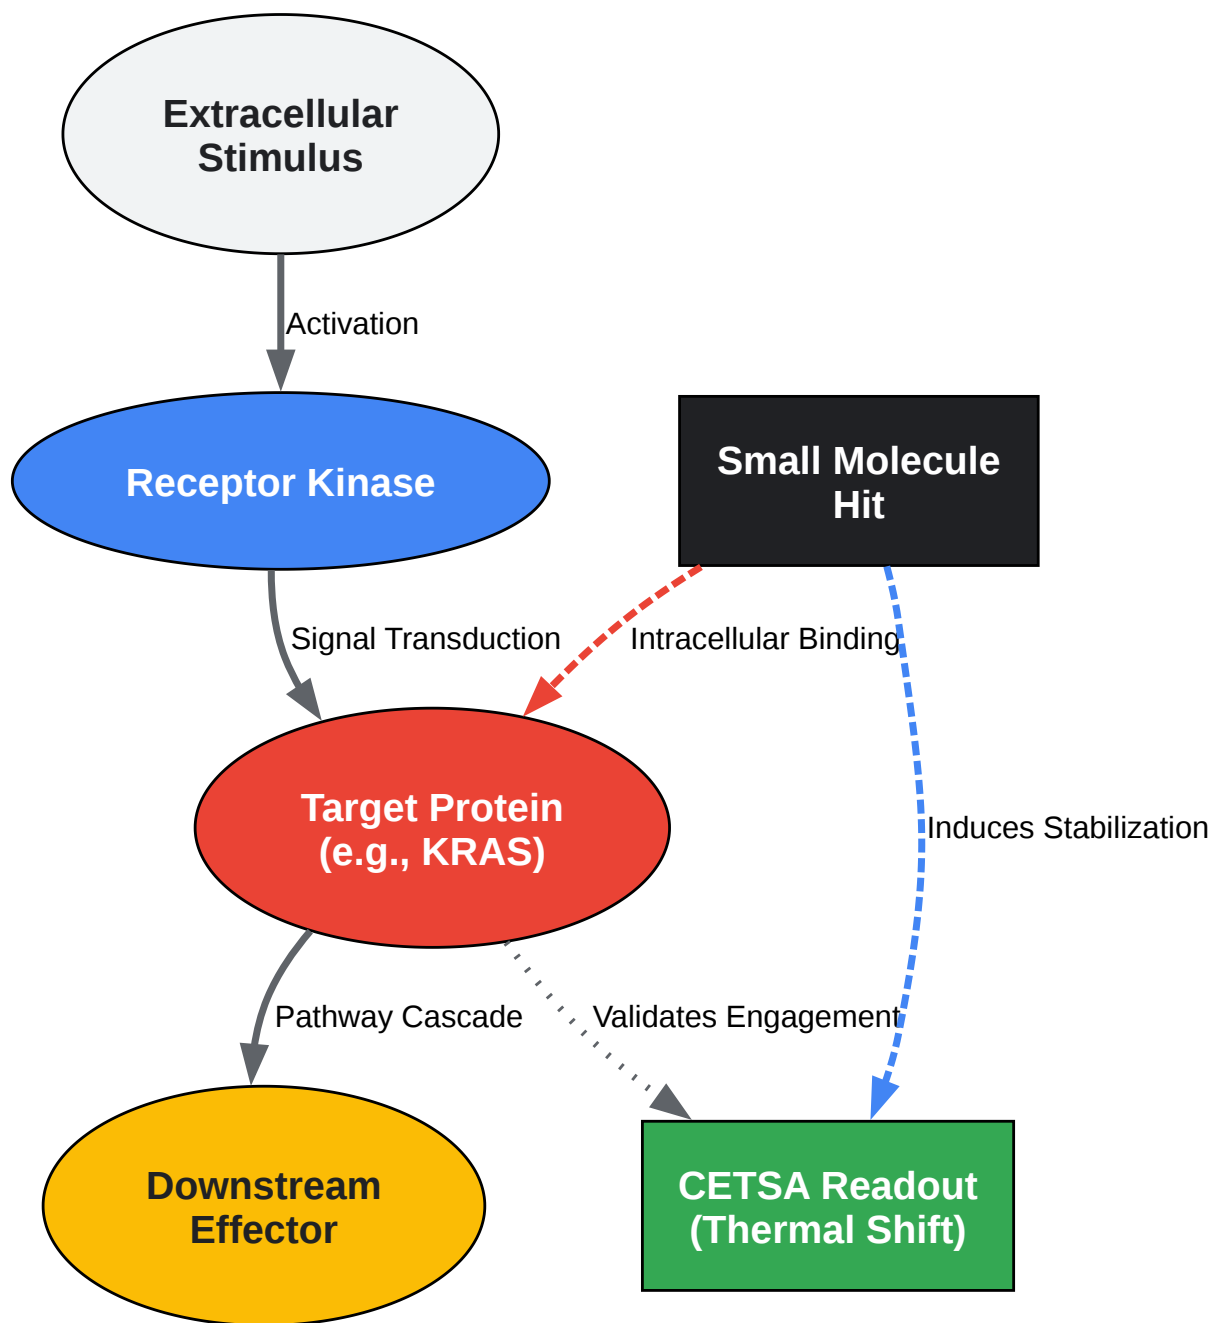 Extracellular
Stimulus
Activation
Receptor Kinase
Small Molecule
Hit
Signal Transduction
Intracellular Binding
Target Protein
(e.g., KRAS)
Induces Stabilization
Pathway Cascade
Validates Engagement
Downstream
Effector
CETSA Readout
(Thermal Shift)